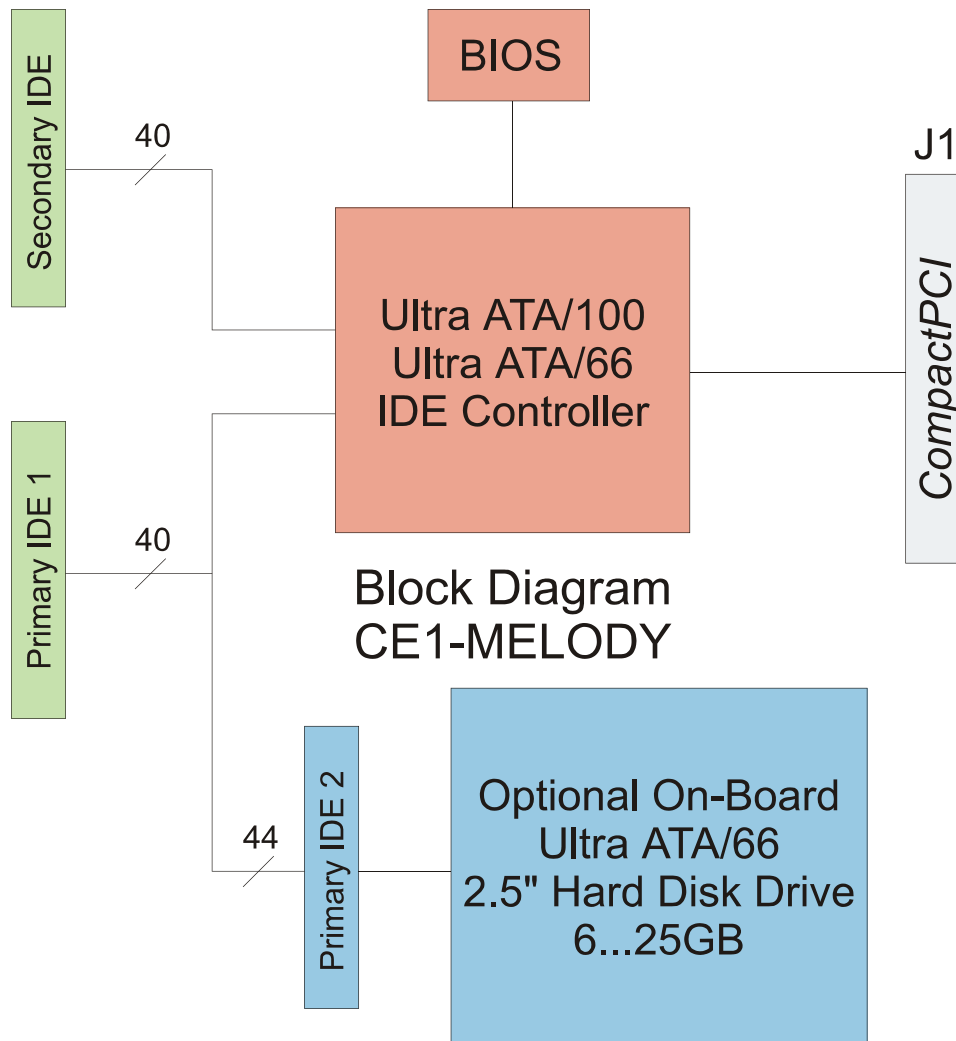 BIOS
Secondary IDE
40
J1
Ultra ATA/100
Ultra ATA/66
IDE Controller
CompactPCI
Primary IDE 1
40
Block Diagram
CE1-MELODY
Primary IDE 2
44
Optional On-Board
Ultra ATA/66
2.5" Hard Disk Drive
6...25GB